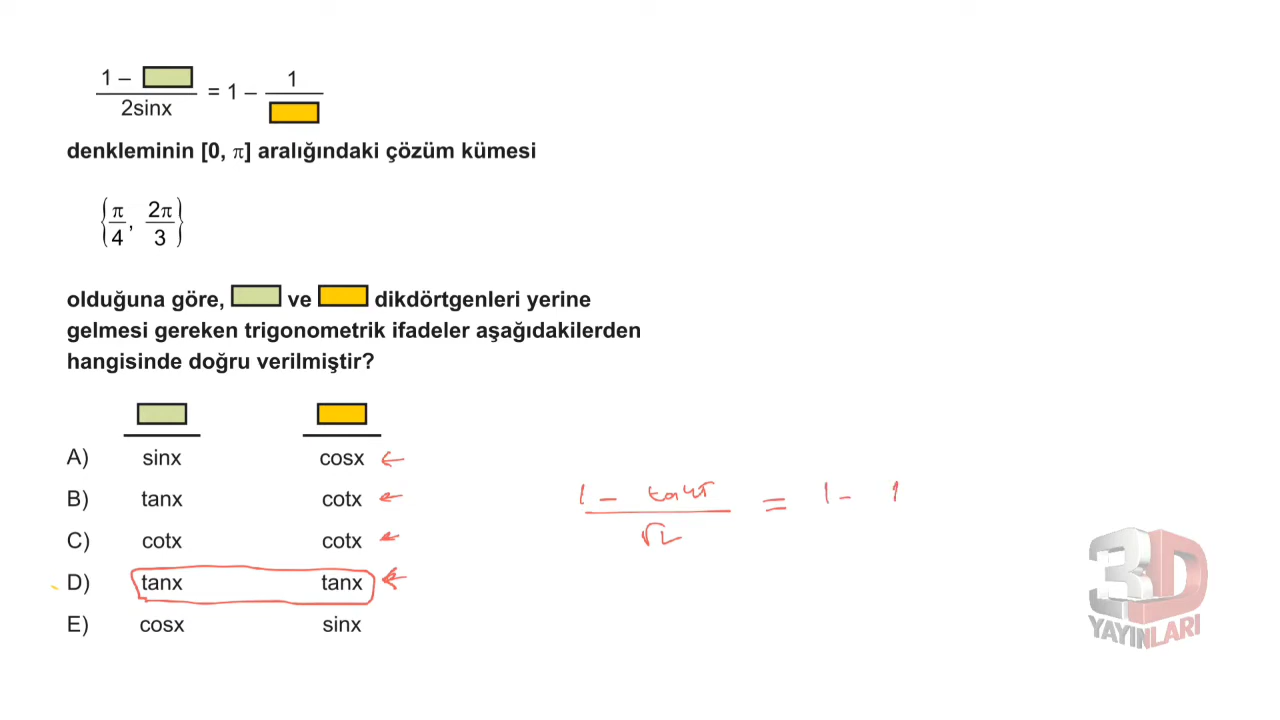 1 – = 1 – 1
2sinx
denkleminin [0, π] aralığındaki çözüm kümesi
{π/4, 2π/3}
olduğuna göre, ve dikdörtgenleri yerine
gelmesi gereken trigonometrik ifadeler aşağıdakilerden
hangisinde doğru verilmiştir?
A) sinx cosx
B) tanx cotx
C) cotx cotx
D) tanx tanx
E) cosx sinx
1 – = 1 – 1
√2
3D
YAYINLARI